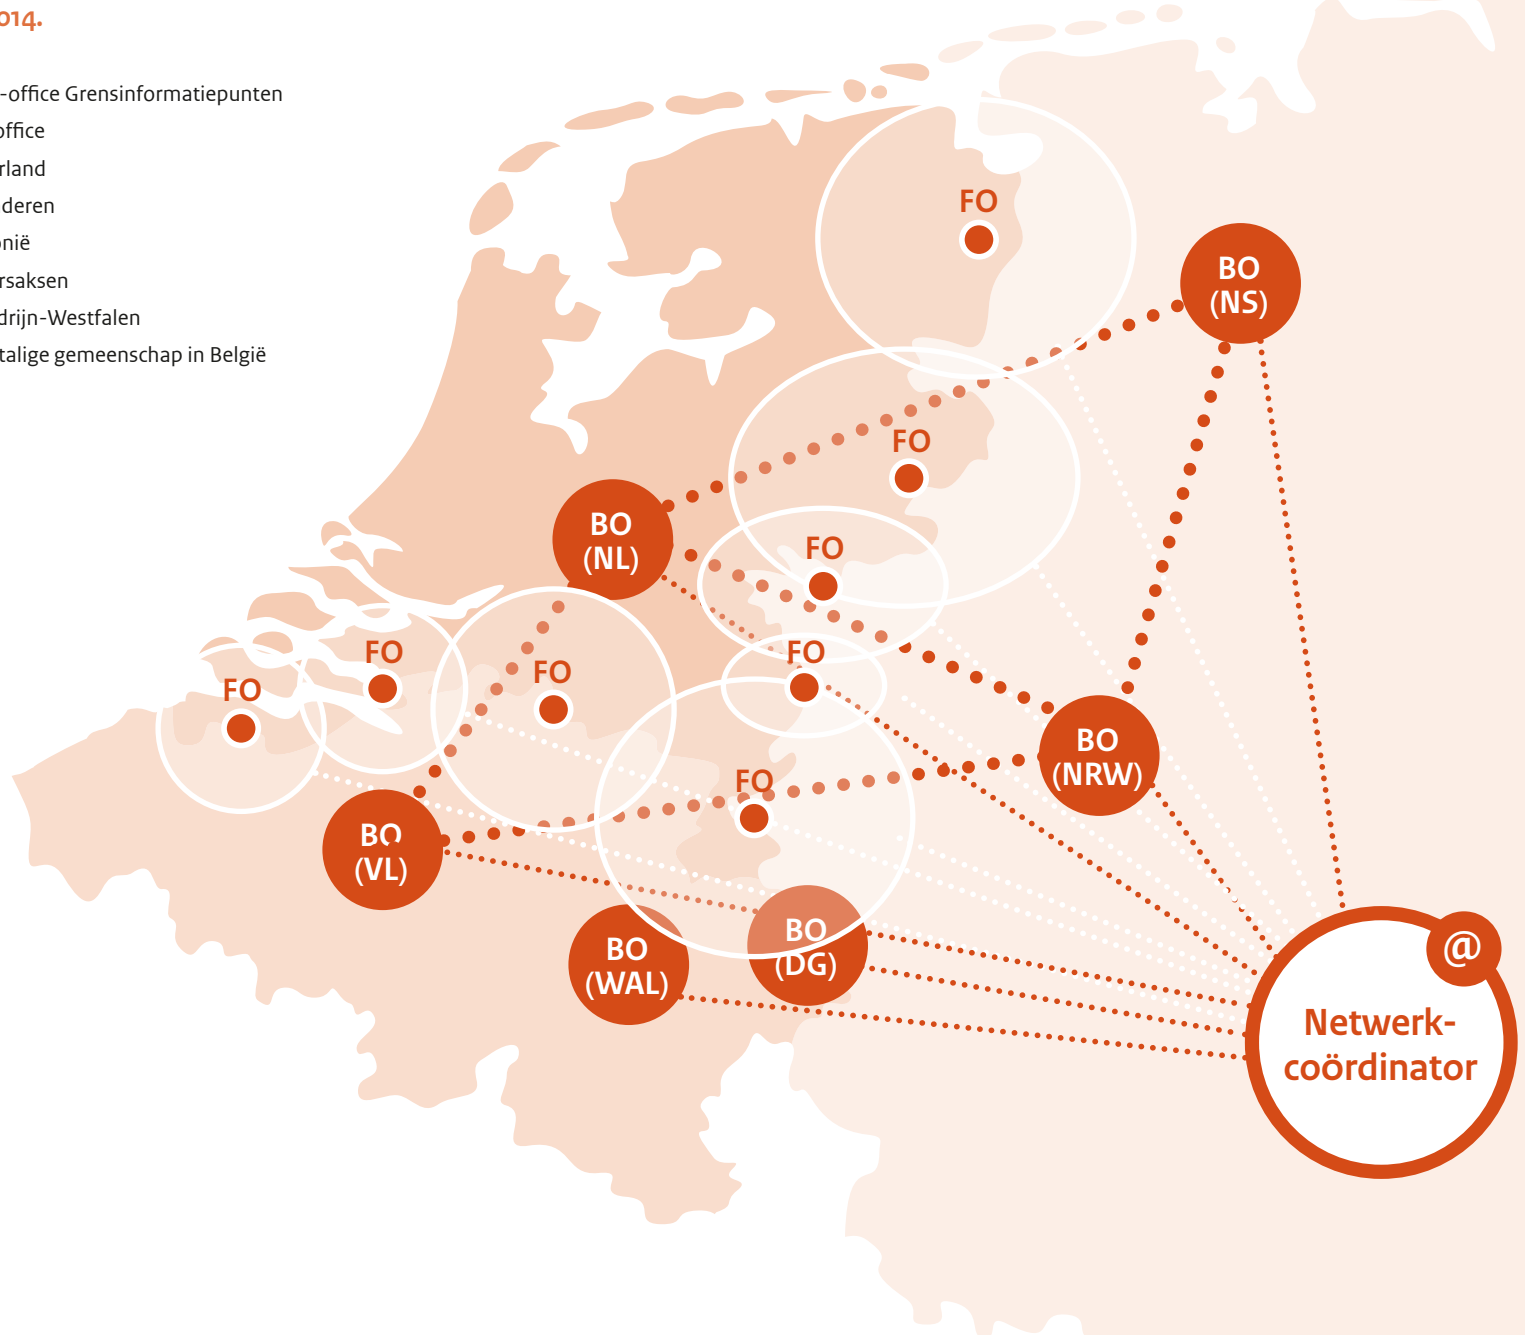 014.
-office Grensinformatiepunten
office
rland
deren
onië
rsaksen
drijn-Westfalen
talige gemeenschap in België
FO
BO
(NS)
FO
BO
(NL)
FO
FO
FO
FO
FO
BO
(NRW)
FO
BO
(VL)
BO
(WAL)
BO
(DG)
@
Netwerk-
coördinator